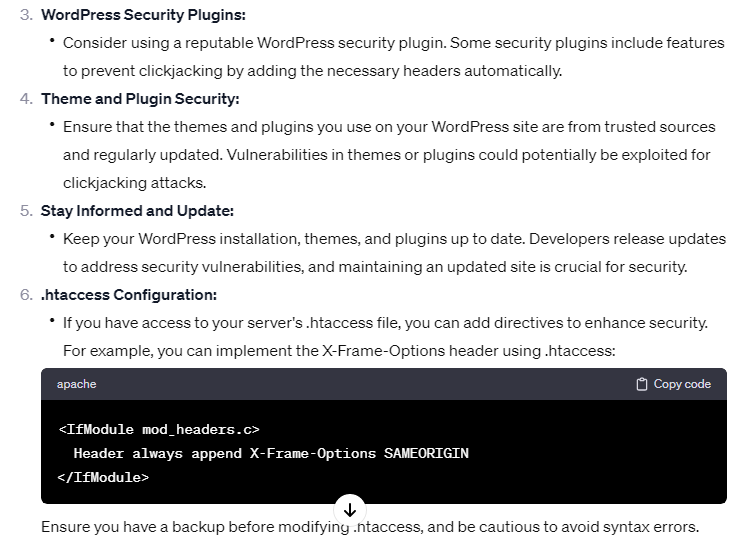 3. WordPress Security Plugins:
• Consider using a reputable WordPress security plugin. Some security plugins include features
to prevent clickjacking by adding the necessary headers automatically.
4. Theme and Plugin Security:
• Ensure that the themes and plugins you use on your WordPress site are from trusted sources
and regularly updated. Vulnerabilities in themes or plugins could potentially be exploited for
clickjacking attacks.
5. Stay Informed and Update:
• Keep your WordPress installation, themes, and plugins up to date. Developers release updates
to address security vulnerabilities, and maintaining an updated site is crucial for security.
6. .htaccess Configuration:
• If you have access to your server's .htaccess file, you can add directives to enhance security.
For example, you can implement the X-Frame-Options header using .htaccess:
apache
Copy code
<IfModule mod_headers.c>
  Header always append X-Frame-Options SAMEORIGIN
</IfModule>
Ensure you have a backup before modifying .htaccess, and be cautious to avoid syntax errors.